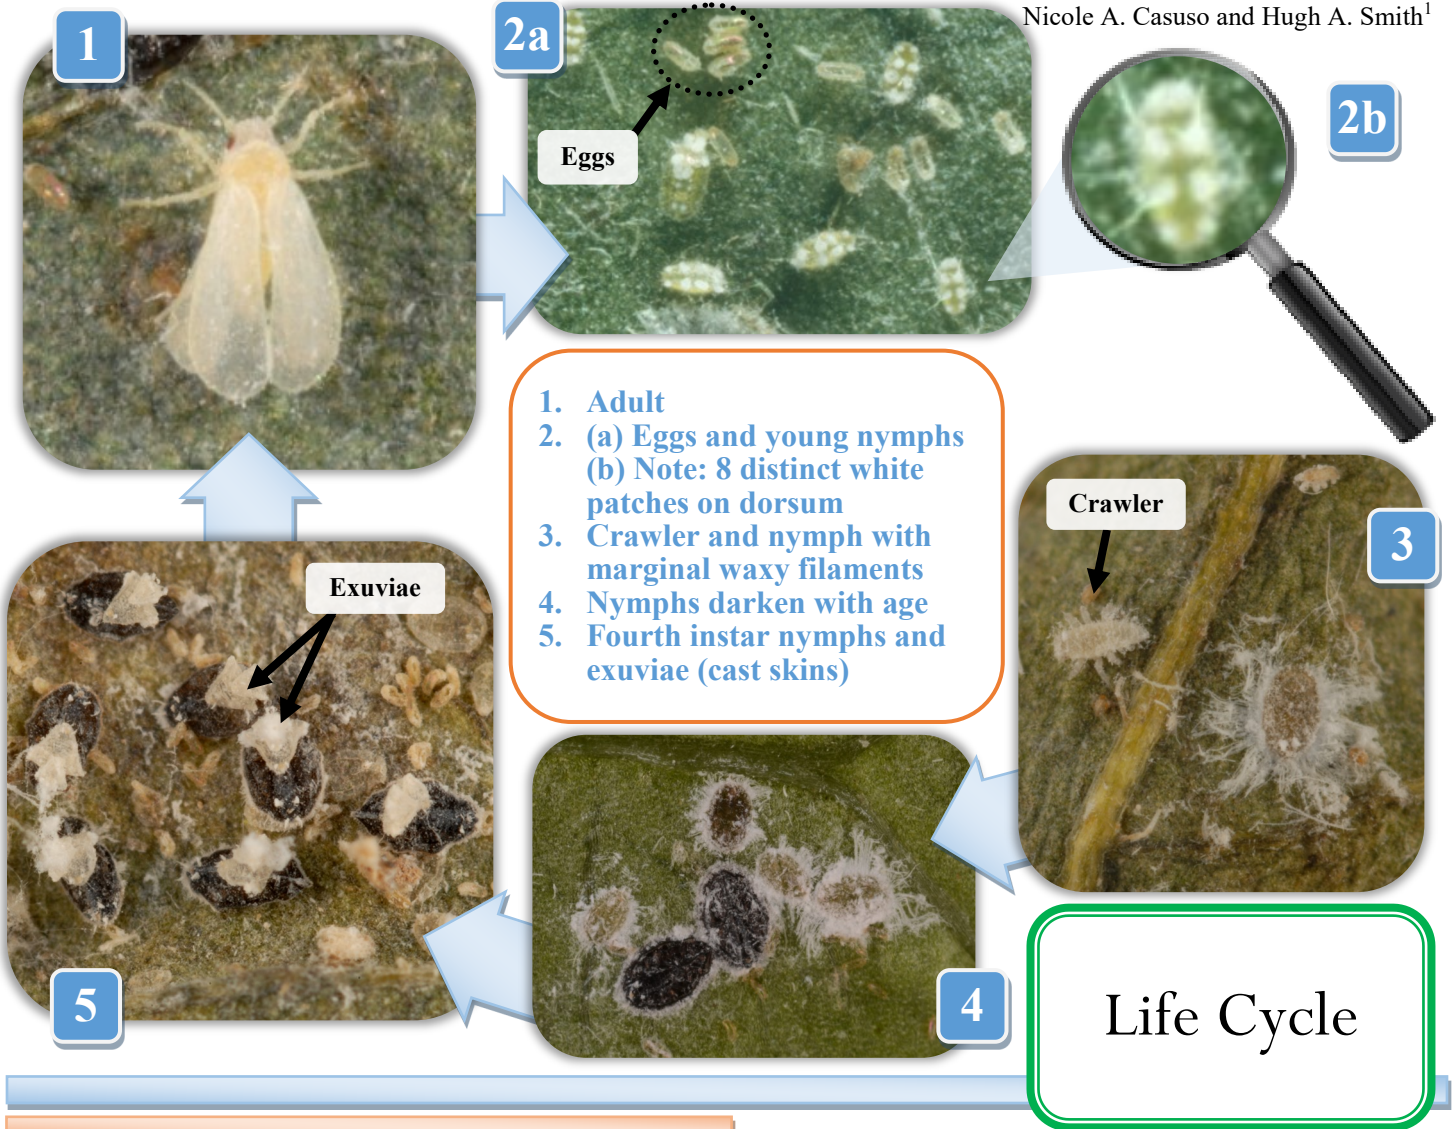 Nicole A. Casuso and Hugh A. Smith¹
1
2a
2b
Eggs
1. Adult
2. (a) Eggs and young nymphs
(b) Note: 8 distinct white
patches on dorsum
3. Crawler and nymph with
marginal waxy filaments
4. Nymphs darken with age
5. Fourth instar nymphs and
exuviae (cast skins)
Crawler
3
Exuviae
5
4
Life Cycle